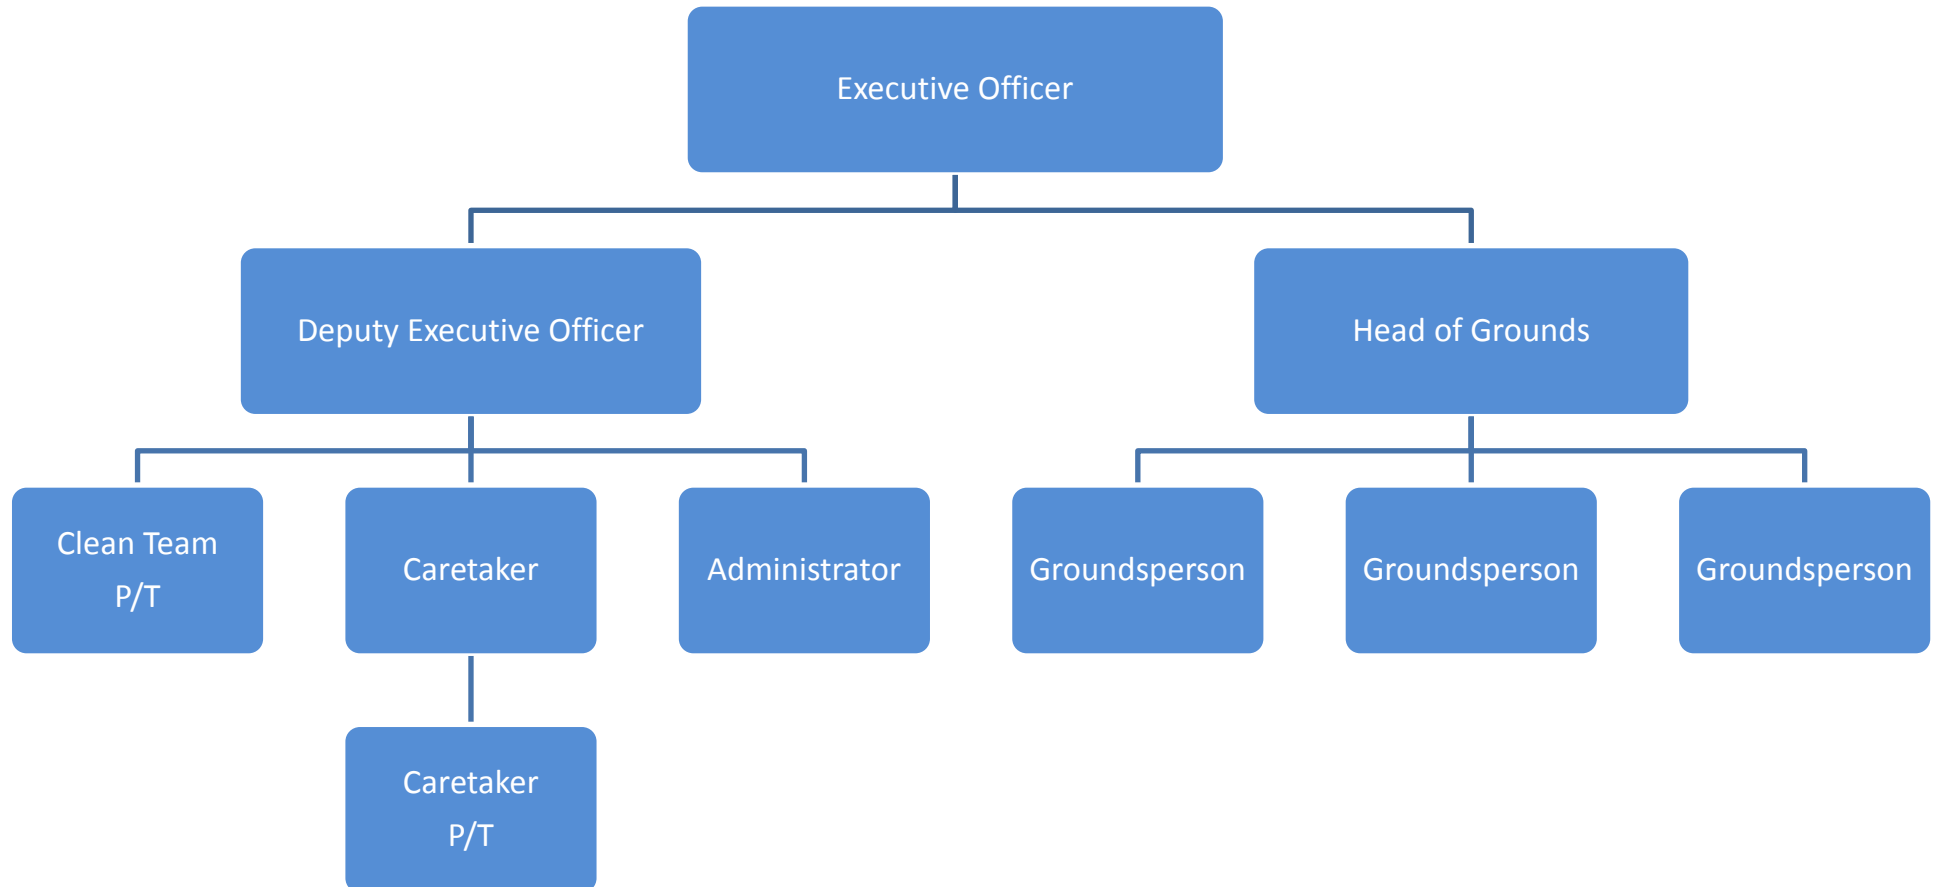 Executive Officer
Deputy Executive Officer
Head of Grounds
Clean Team
P/T
Caretaker
Administrator
Groundsperson
Groundsperson
Groundsperson
Caretaker
P/T